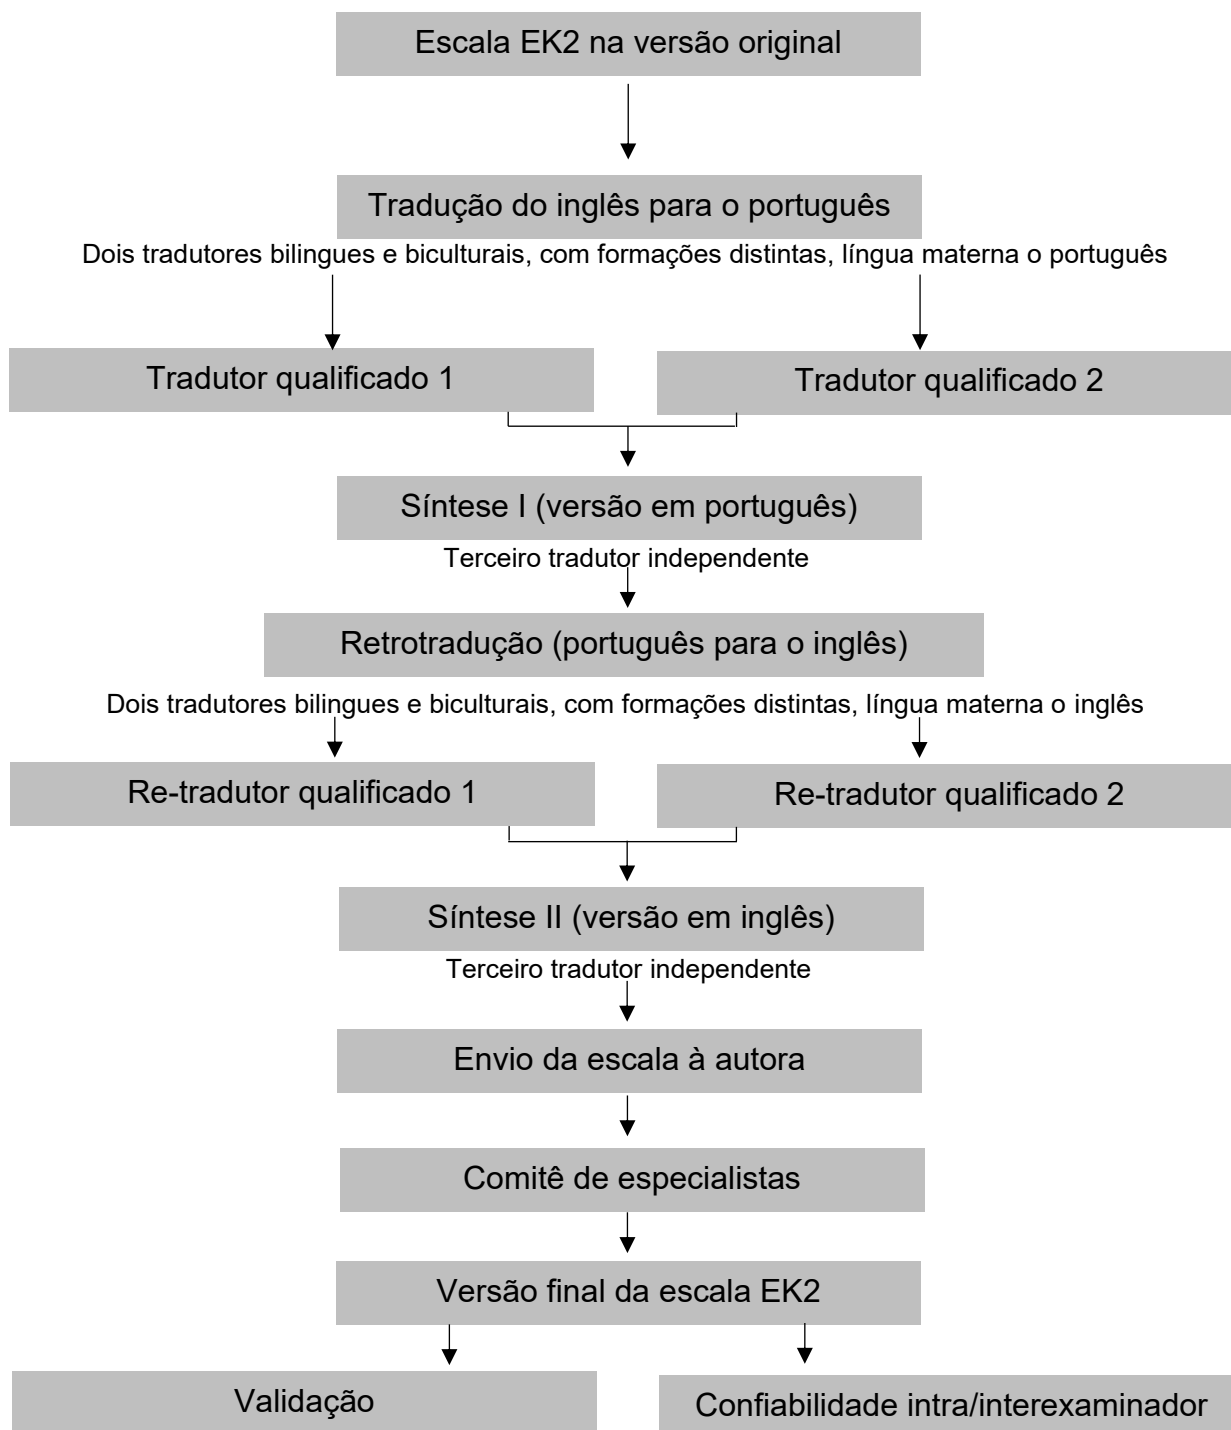 Escala EK2 na versão original
Tradução do inglês para o português
Dois tradutores bilingues e biculturais, com formações distintas, língua materna o português
Tradutor qualificado 1
Tradutor qualificado 2
Síntese I (versão em português)
Terceiro tradutor independente
Retrotradução (português para o inglês)
Dois tradutores bilingues e biculturais, com formações distintas, língua materna o inglês
Re-tradutor qualificado 1
Re-tradutor qualificado 2
Síntese II (versão em inglês)
Terceiro tradutor independente
Envio da escala à autora
Comitê de especialistas
Versão final da escala EK2
Validação
Confiabilidade intra/interexaminador